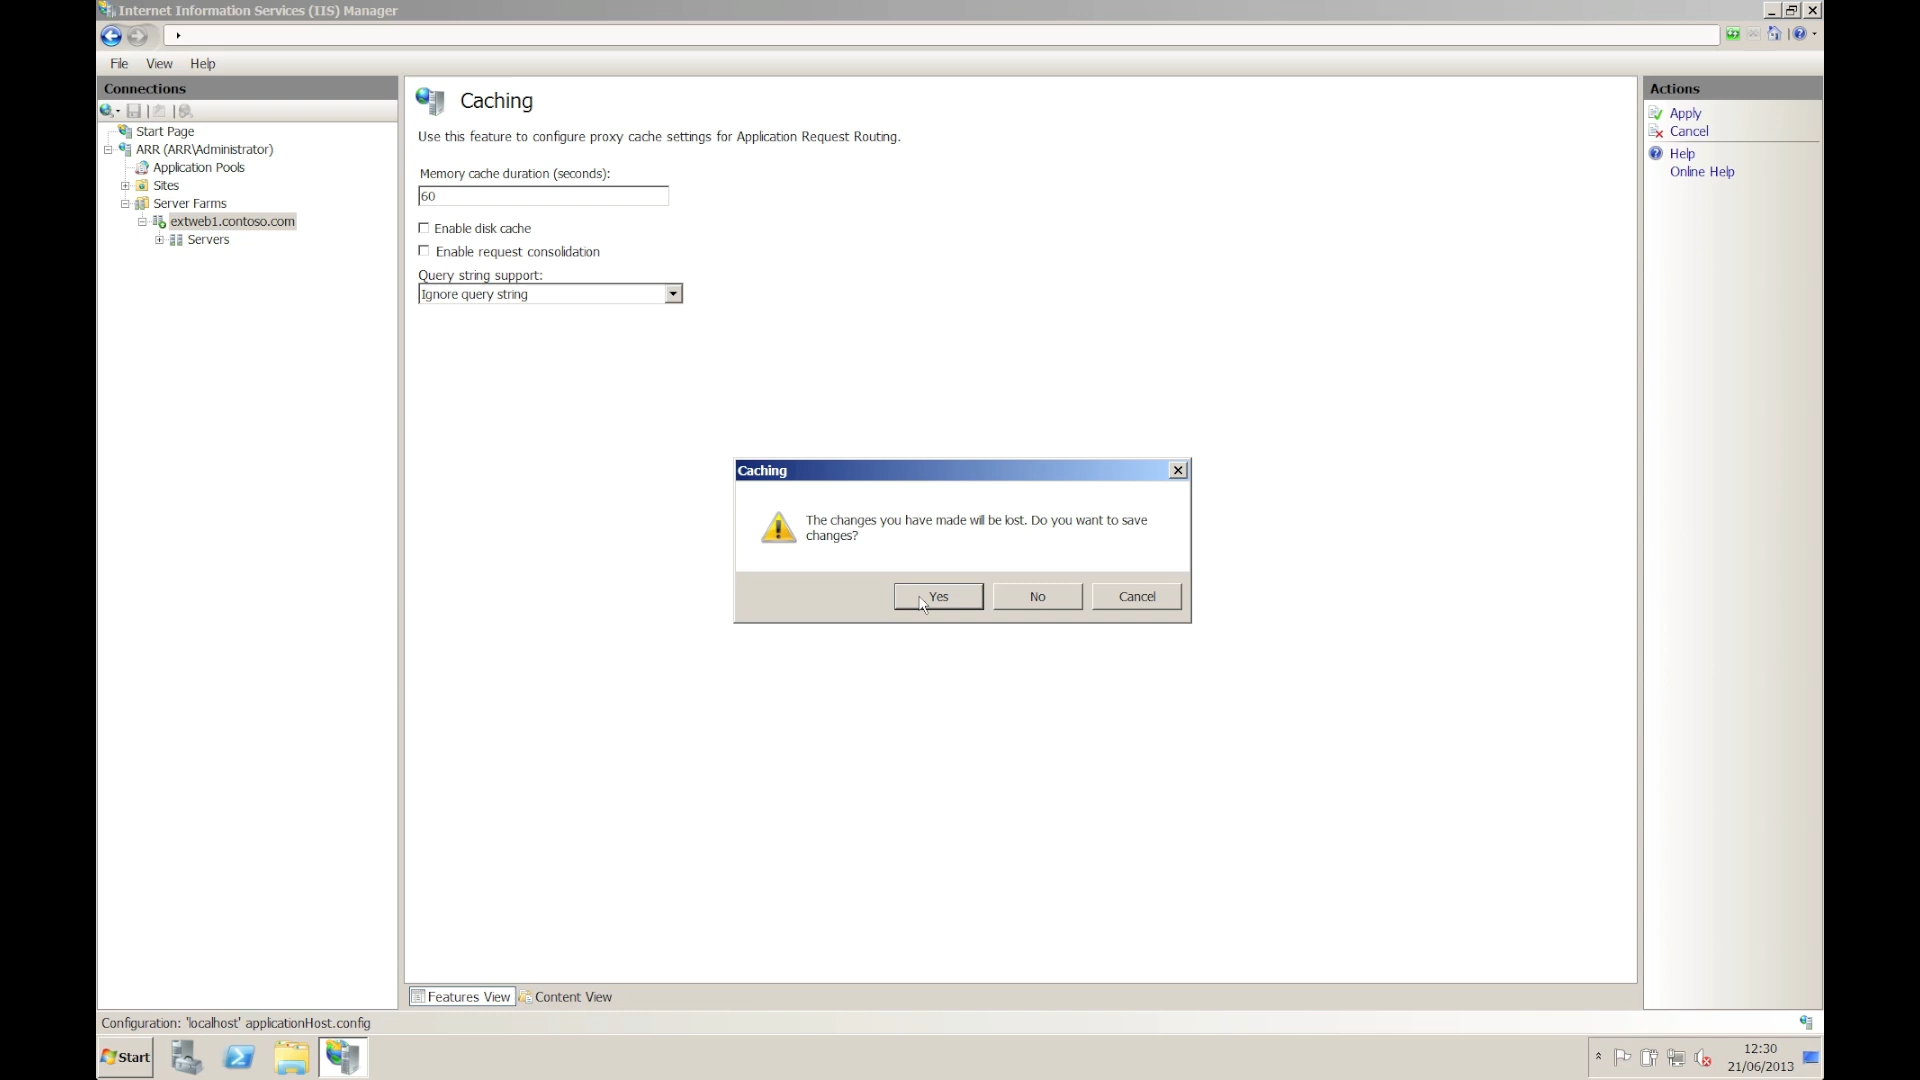 Internet Information Services (IIS) Manager
File View Help
Connections
Start Page
ARR (ARR\Administrator)
Application Pools
Sites
Server Farms
extweb1.contoso.com
Servers
Caching
Use this feature to configure proxy cache settings for Application Request Routing.
Memory cache duration (seconds):
60
Enable disk cache
Enable request consolidation
Query string support:
Ignore query string
Caching
The changes you have made will be lost. Do you want to save
changes?
Yes No Cancel
Actions
Apply
Cancel
Help
Online Help
Features View Content View
Configuration: 'localhost' applicationHost.config
Start
12:30
21/06/2013